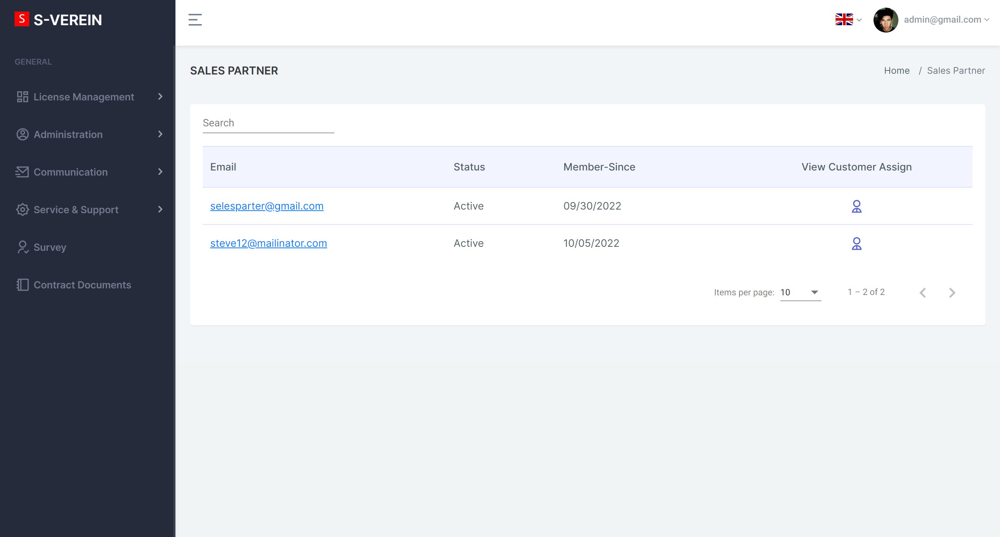 S S-VEREIN
admin@gmail.com
GENERAL
License Management
Administration
Communication
Service & Support
Survey
Contract Documents
SALES PARTNER
Home / Sales Partner
Search
Email Status Member-Since View Customer Assign
selesparter@gmail.com Active 09/30/2022
steve12@mailinator.com Active 10/05/2022
Items per page: 10 1 – 2 of 2